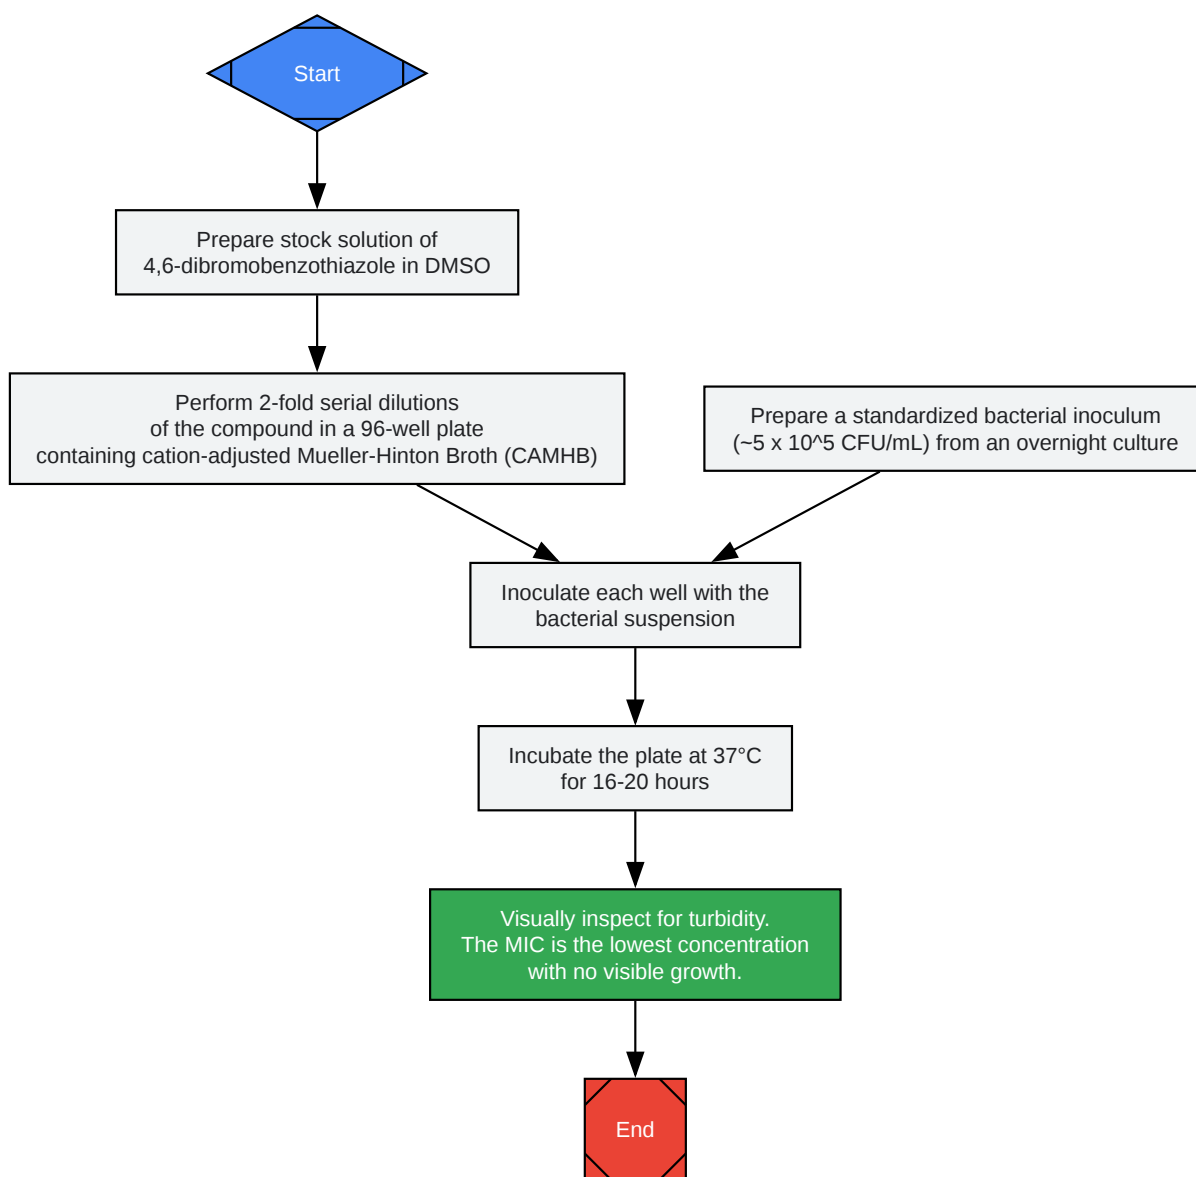 Start
Prepare stock solution of
4,6-dibromobenzothiazole in DMSO
Perform 2-fold serial dilutions
of the compound in a 96-well plate
containing cation-adjusted Mueller-Hinton Broth (CAMHB)
Prepare a standardized bacterial inoculum
(~5 x 10^5 CFU/mL) from an overnight culture
Inoculate each well with the
bacterial suspension
Incubate the plate at 37°C
for 16-20 hours
Visually inspect for turbidity.
The MIC is the lowest concentration
with no visible growth.
End